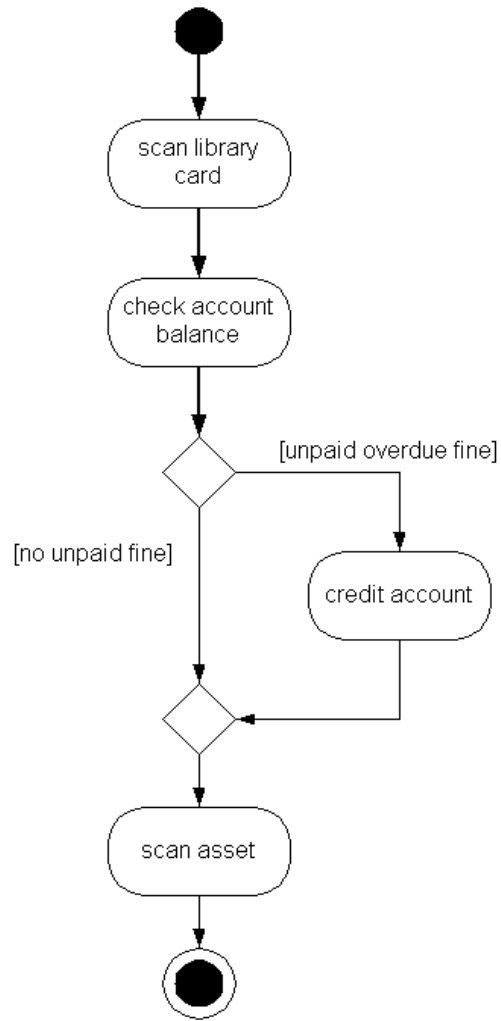 scan library
card
check account
balance
[unpaid overdue fine]
[no unpaid fine]
credit account
scan asset